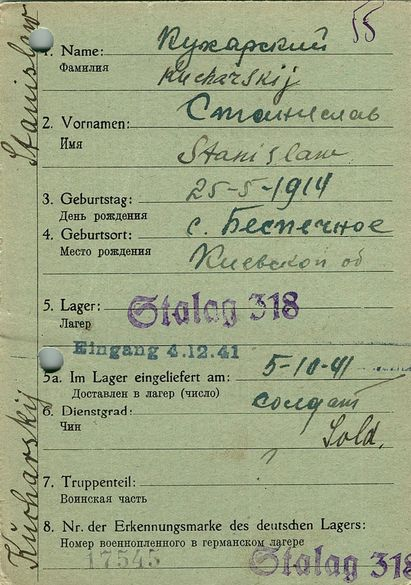 55
1. Name: Кухарский
Фамилия Kucharskij
2. Vornamen: Станислав
Имя Stanislaw
3. Geburtstag: 25-5-1914
День рождения
4. Geburtsort: с. Беспечное
Место рождения Киевской об
5. Lager: Stalag 318
Лагер
Eingang 4.12.41
5a. Im Lager eingeliefert am: 5-10-41
Доставлен в лагер (число)
6. Dienstgrad: солдат
Чин Sold.
7. Truppenteil:
Воинская часть
8. Nr. der Erkennungsmarke des deutschen Lagers:
Номер военнопленного в германском лагере
17545 Stalag 318
Kucharskij Stanislaw